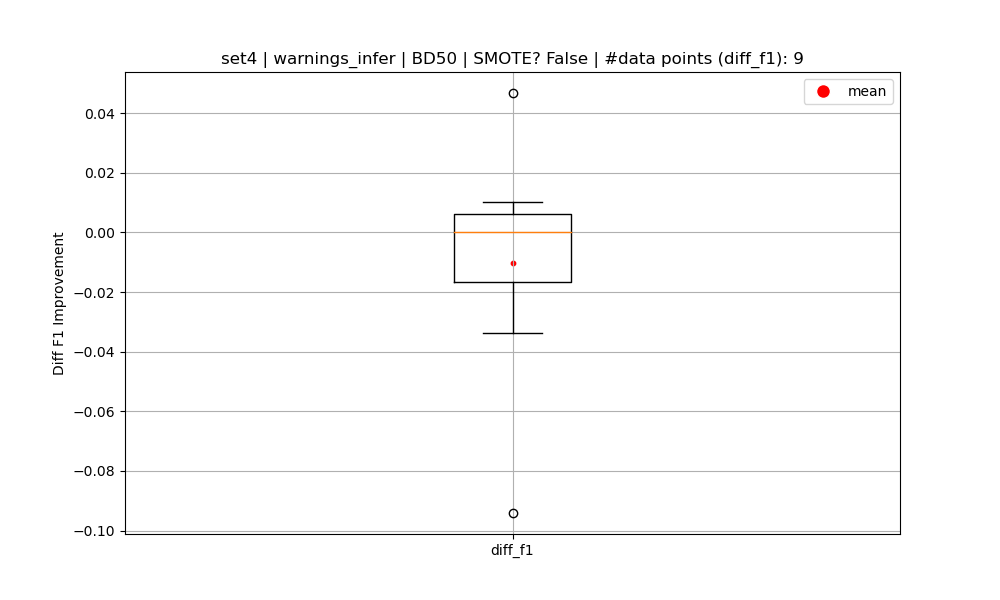 set4 | warnings_infer | BD50 | SMOTE? False | #data points (diff_f1): 9
mean
Diff F1 Improvement
0.04
0.02
0.00
−0.02
−0.04
−0.06
−0.08
−0.10
diff_f1